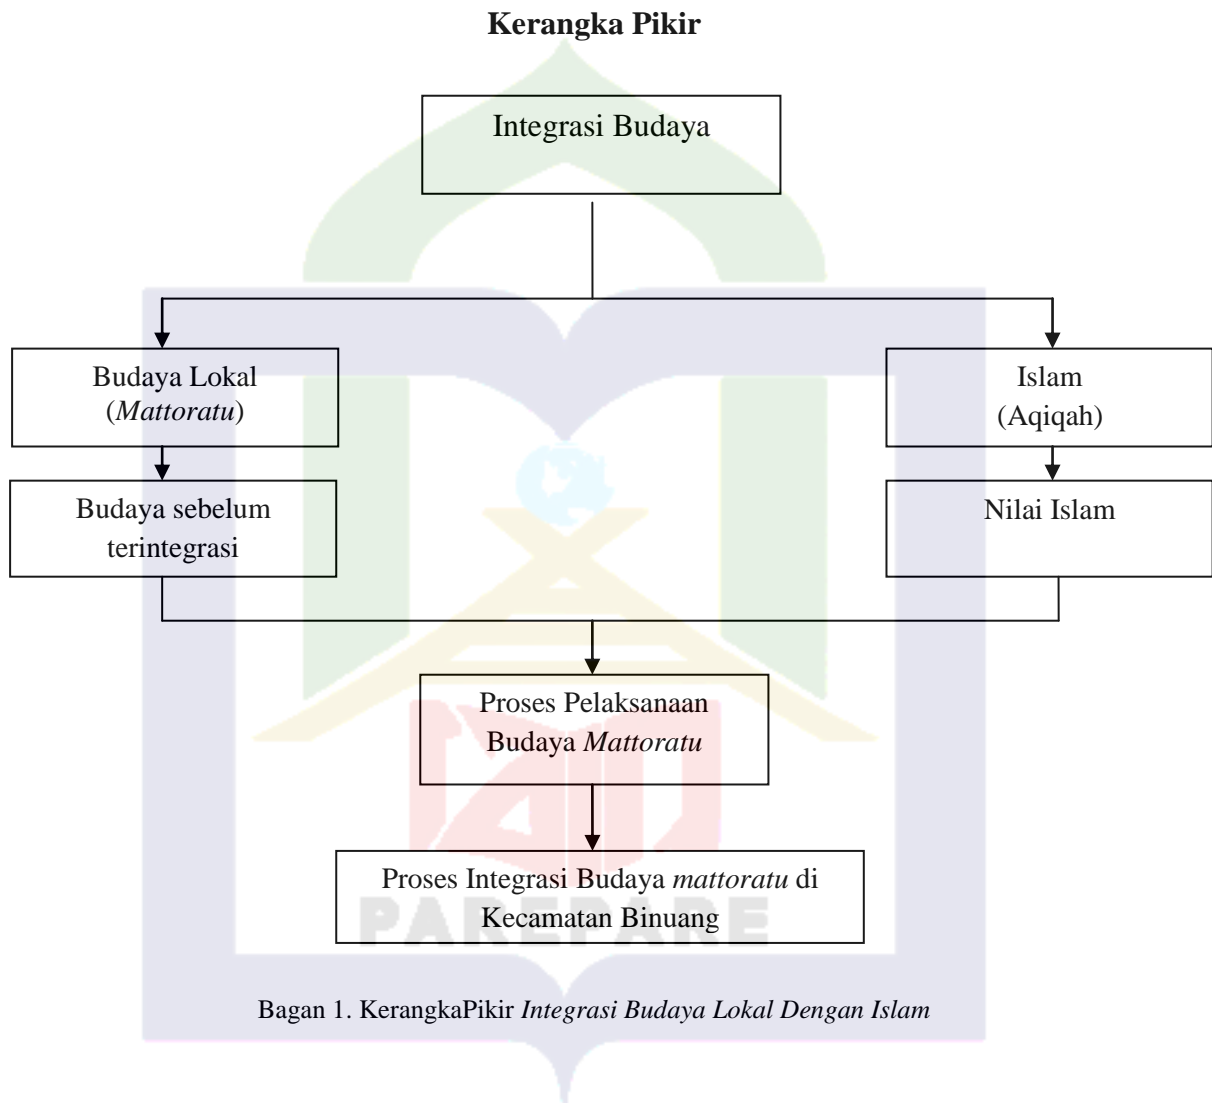 Kerangka Pikir
Integrasi Budaya
Budaya Lokal
(Mattoratu)
Islam
(Aqiqah)
Budaya sebelum
terintegrasi
Nilai Islam
Proses Pelaksanaan
Budaya Mattoratu
Proses Integrasi Budaya mattoratu di
Kecamatan Binuang
PAREPARE
Bagan 1. KerangkaPikir Integrasi Budaya Lokal Dengan Islam